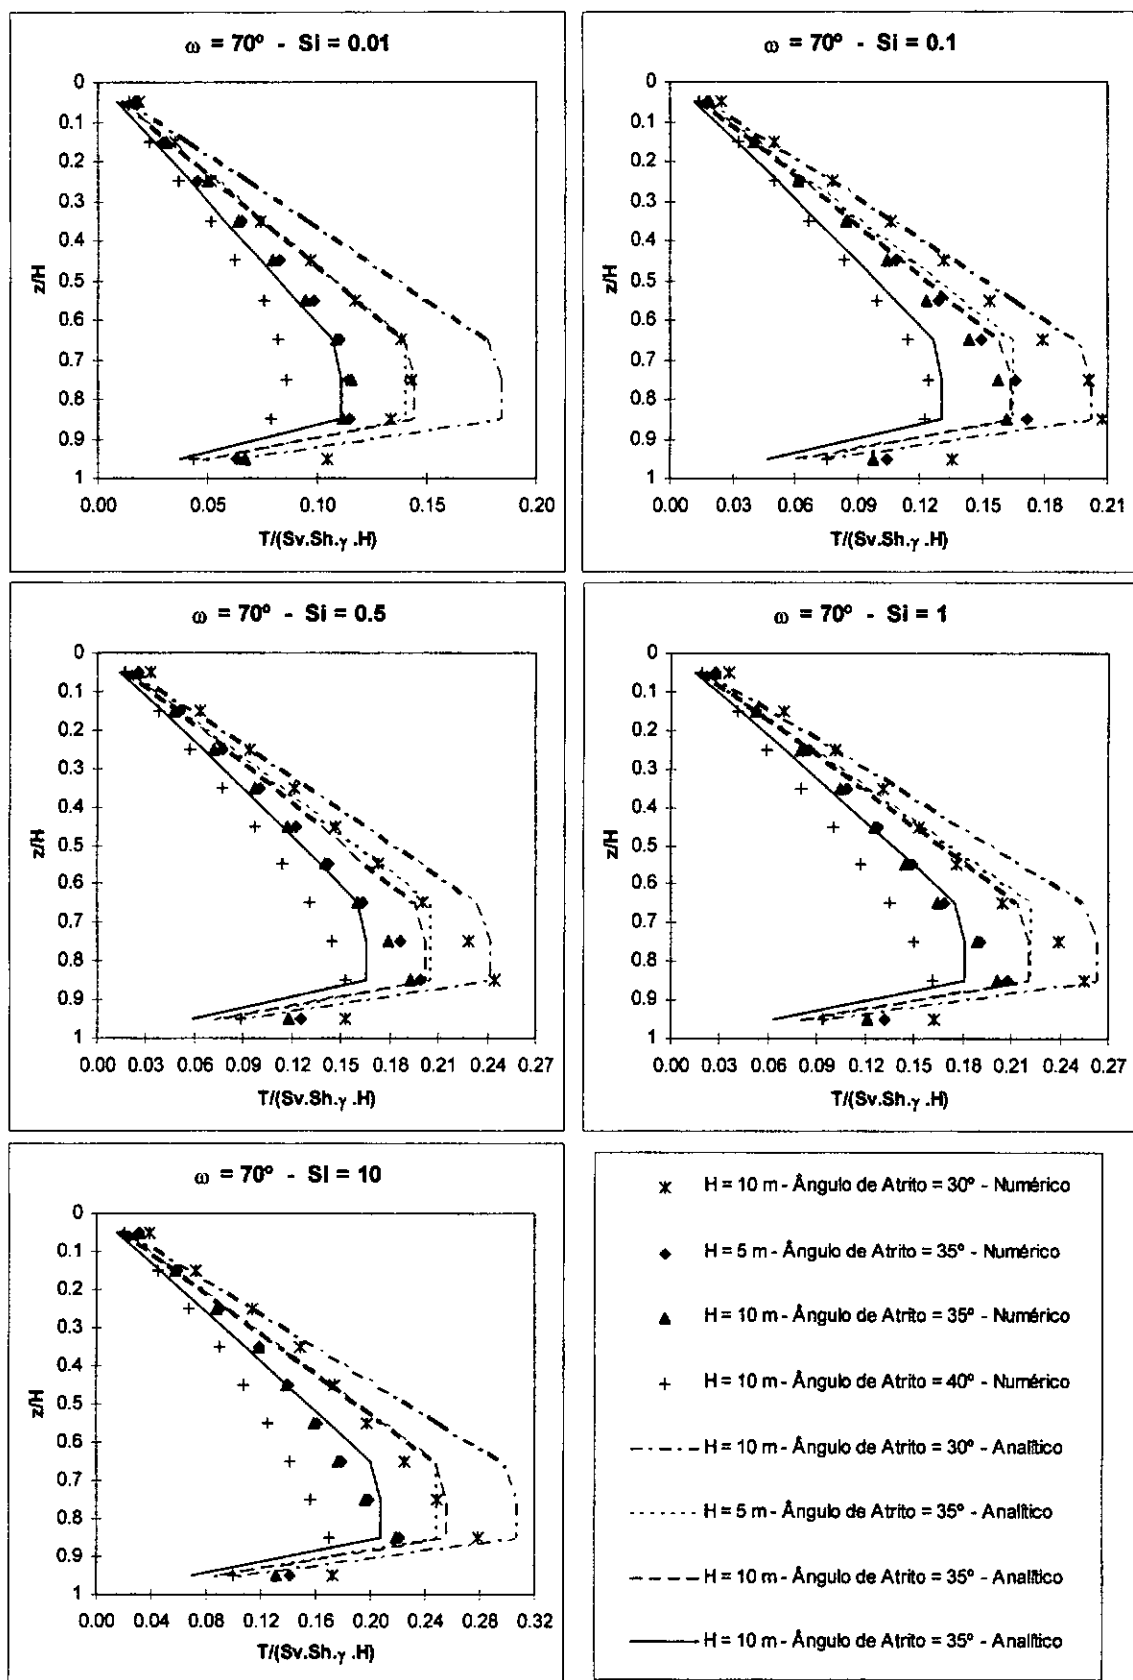 ω = 70º - Si = 0.01
0
0.1
0.2
0.3
0.4
0.5
0.6
0.7
0.8
0.9
1
z/H
0.00 0.05 0.10 0.15 0.20
T/(Sv.Sh.γ.H)
ω = 70º - Si = 0.1
0
0.1
0.2
0.3
0.4
0.5
0.6
0.7
0.8
0.9
1
z/H
0.00 0.03 0.06 0.09 0.12 0.15 0.18 0.21
T/(Sv.Sh.γ.H)
ω = 70º - Si = 0.5
0
0.1
0.2
0.3
0.4
0.5
0.6
0.7
0.8
0.9
1
z/H
0.00 0.03 0.06 0.09 0.12 0.15 0.18 0.21 0.24 0.27
T/(Sv.Sh.γ.H)
ω = 70º - Si = 1
0
0.1
0.2
0.3
0.4
0.5
0.6
0.7
0.8
0.9
1
z/H
0.00 0.03 0.06 0.09 0.12 0.15 0.18 0.21 0.24 0.27
T/(Sv.Sh.γ.H)
ω = 70º - Si = 10
0
0.1
0.2
0.3
0.4
0.5
0.6
0.7
0.8
0.9
1
z/H
0.00 0.04 0.08 0.12 0.16 0.20 0.24 0.28 0.32
T/(Sv.Sh.γ.H)
H = 10 m - Ângulo de Atrito = 30º - Numérico
H = 5 m - Ângulo de Atrito = 35º - Numérico
H = 10 m - Ângulo de Atrito = 35º - Numérico
H = 10 m - Ângulo de Atrito = 40º - Numérico
H = 10 m - Ângulo de Atrito = 30º - Analítico
H = 5 m - Ângulo de Atrito = 35º - Analítico
H = 10 m - Ângulo de Atrito = 35º - Analítico
H = 10 m - Ângulo de Atrito = 35º - Analítico